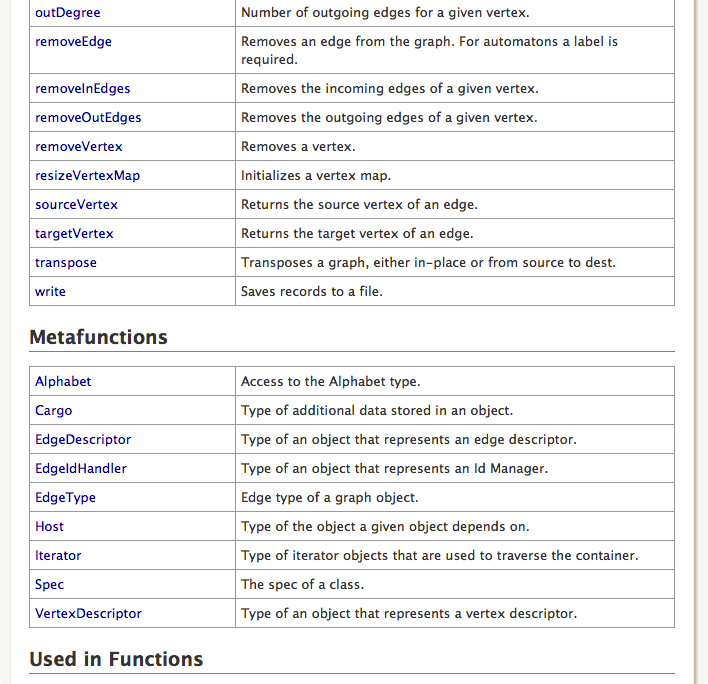 outDegree Number of outgoing edges for a given vertex.
removeEdge Removes an edge from the graph. For automatons a label is
required.
removeInEdges Removes the incoming edges of a given vertex.
removeOutEdges Removes the outgoing edges of a given vertex.
removeVertex Removes a vertex.
resizeVertexMap Initializes a vertex map.
sourceVertex Returns the source vertex of an edge.
targetVertex Returns the target vertex of an edge.
transpose Transposes a graph, either in-place or from source to dest.
write Saves records to a file.
Metafunctions
Alphabet Access to the Alphabet type.
Cargo Type of additional data stored in an object.
EdgeDescriptor Type of an object that represents an edge descriptor.
EdgeIdHandler Type of an object that represents an Id Manager.
EdgeType Edge type of a graph object.
Host Type of the object a given object depends on.
Iterator Type of iterator objects that are used to traverse the container.
Spec The spec of a class.
VertexDescriptor Type of an object that represents a vertex descriptor.
Used in Functions